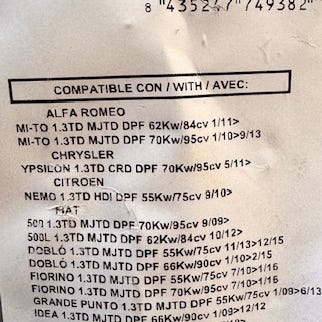 8 "435247"749382"
COMPATIBLE CON / WITH / AVEC:
ALFA ROMEO
MI-TO 1.3TD MJTD DPF 62Kw/84cv 1/11>
MI-TO 1.3TD MJTD DPF 70Kw/95cv 1/10>9/13
CHRYSLER
YPSILON 1.3TD CRD DPF 70Kw/95cv 5/11>
CITROEN
NEMO 1.3TD HDI DPF 55Kw/75cv 9/10>
FIAT
500 1.3TD MJTD DPF 70Kw/95cv 9/09>
500L 1.3TD MJTD DPF 62Kw/84cv 10/12>
DOBLÓ 1.3TD MJTD DPF 55Kw/75cv 11/13>12/15
DOBLÓ 1.3TD MJTD DPF 66Kw/90cv 1/10>2/15
FIORINO 1.3TD MJTD DPF 55Kw/75cv 7/10>1/16
FIORINO 1.3TD MJTD DPF 70Kw/95cv 7/10>1/16
GRANDE PUNTO 1.3TD MJTD DPF 55Kw/75cv 1/09>6/13
IDEA 1.3TD MJTD DPF 66Kw/90cv 1/09>12/12